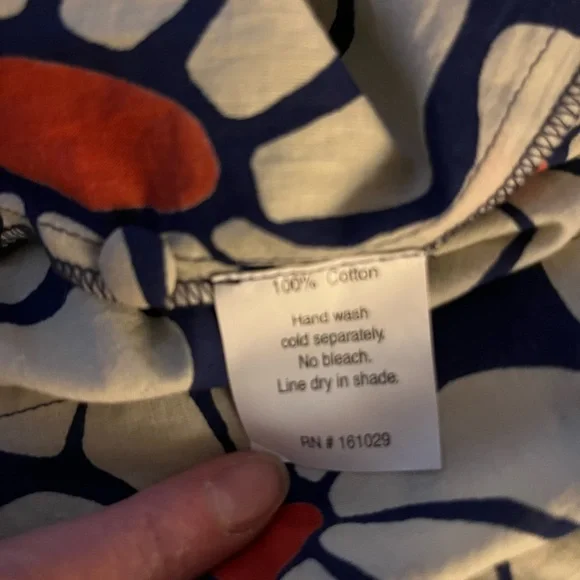 100% Cotton
Hand wash
cold separately.
No bleach.
Line dry in shade.
RN # 161029